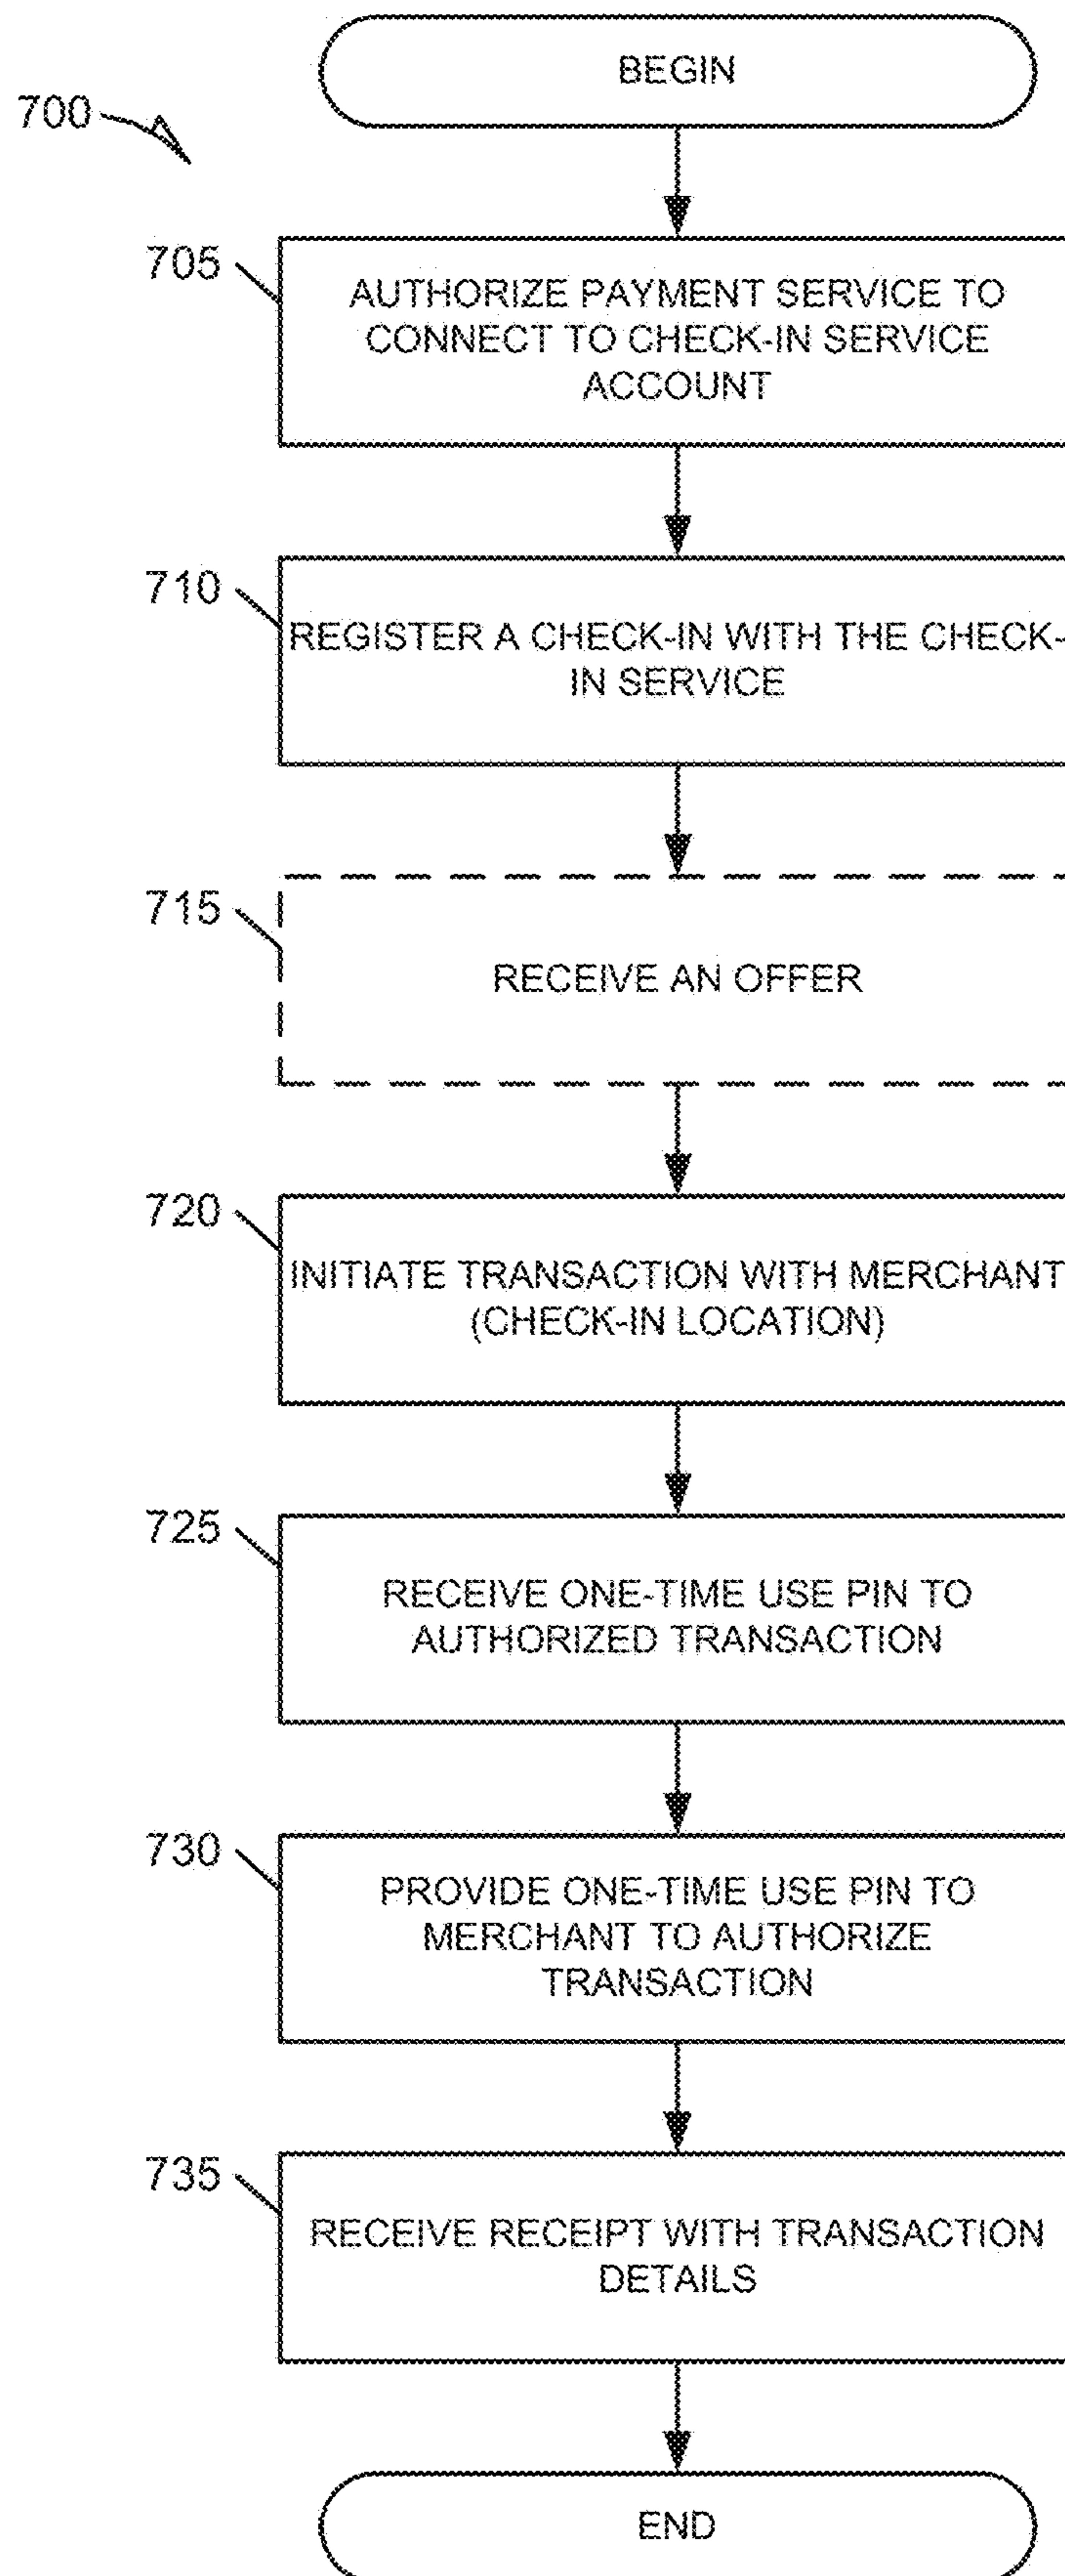 BEGIN
700
705
AUTHORIZE PAYMENT SERVICE TO
CONNECT TO CHECK-IN SERVICE
ACCOUNT
710
REGISTER A CHECK-IN WITH THE CHECK-
IN SERVICE
715
RECEIVE AN OFFER
720
INITIATE TRANSACTION WITH MERCHANT
(CHECK-IN LOCATION)
725
RECEIVE ONE-TIME USE PIN TO
AUTHORIZED TRANSACTION
730
PROVIDE ONE-TIME USE PIN TO
MERCHANT TO AUTHORIZE
TRANSACTION
735
RECEIVE RECEIPT WITH TRANSACTION
DETAILS
END